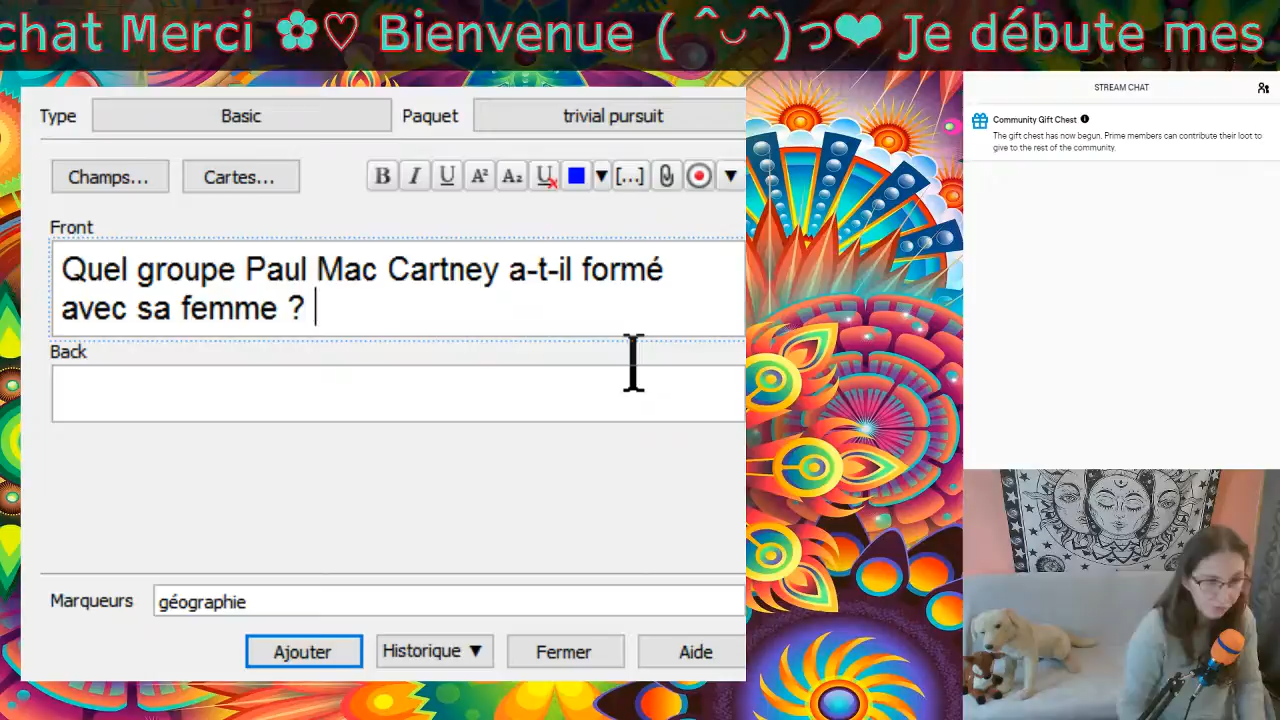 chat Merci ✿♡ Bienvenue ( ˆ⌣ˆ)っ❤ Je débute mes
Type Basic Paquet trivial pursuit
Champs... Cartes... B I U A² A₂ U [...]
Front
Quel groupe Paul Mac Cartney a-t-il formé
avec sa femme ?
Back
Marqueurs géographie
Ajouter Historique ▼ Fermer Aide
STREAM CHAT
Community Gift Chest
The gift chest has now begun. Prime members can contribute their loot to
give to the rest of the community.